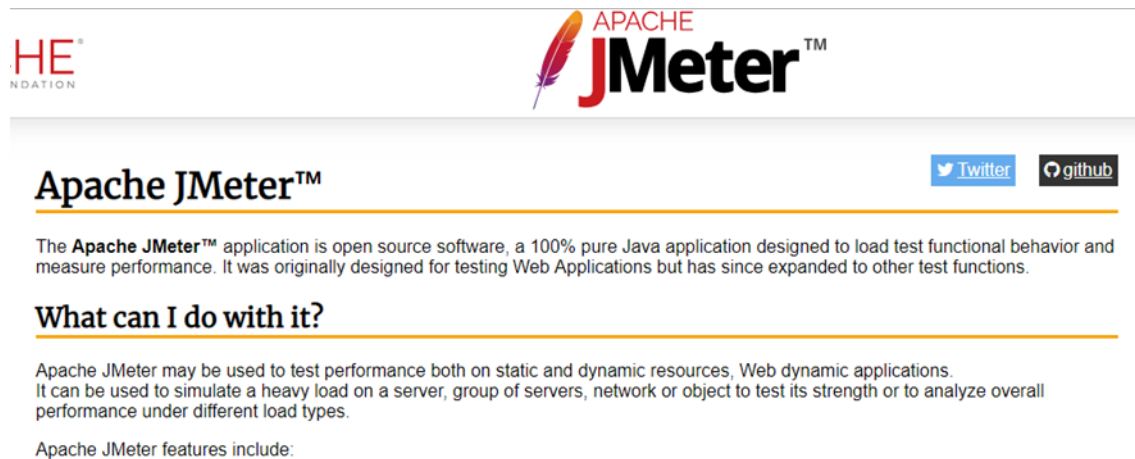 HE®
NDATION
APACHE
JMeter™
Twitter
github
Apache JMeter™
The Apache JMeter™ application is open source software, a 100% pure Java application designed to load test functional behavior and
measure performance. It was originally designed for testing Web Applications but has since expanded to other test functions.
What can I do with it?
Apache JMeter may be used to test performance both on static and dynamic resources, Web dynamic applications.
It can be used to simulate a heavy load on a server, group of servers, network or object to test its strength or to analyze overall
performance under different load types.
Apache JMeter features include: